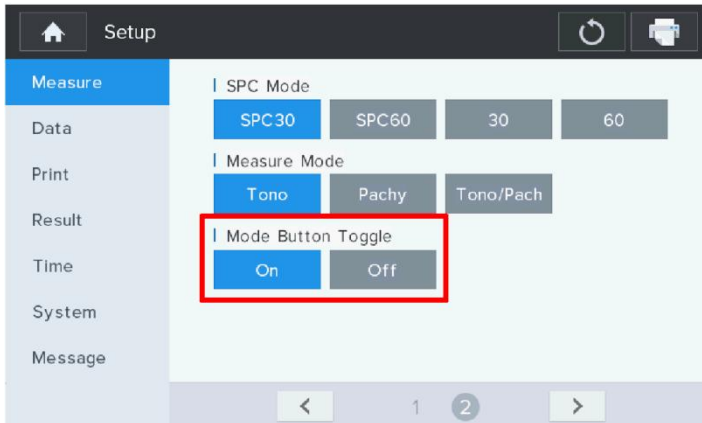 Setup
Measure
Data
Print
Result
Time
System
Message
SPC Mode
SPC30 SPC60 30 60
Measure Mode
Tono Pachy Tono/Pach
Mode Button Toggle
On Off
< 1 2 >